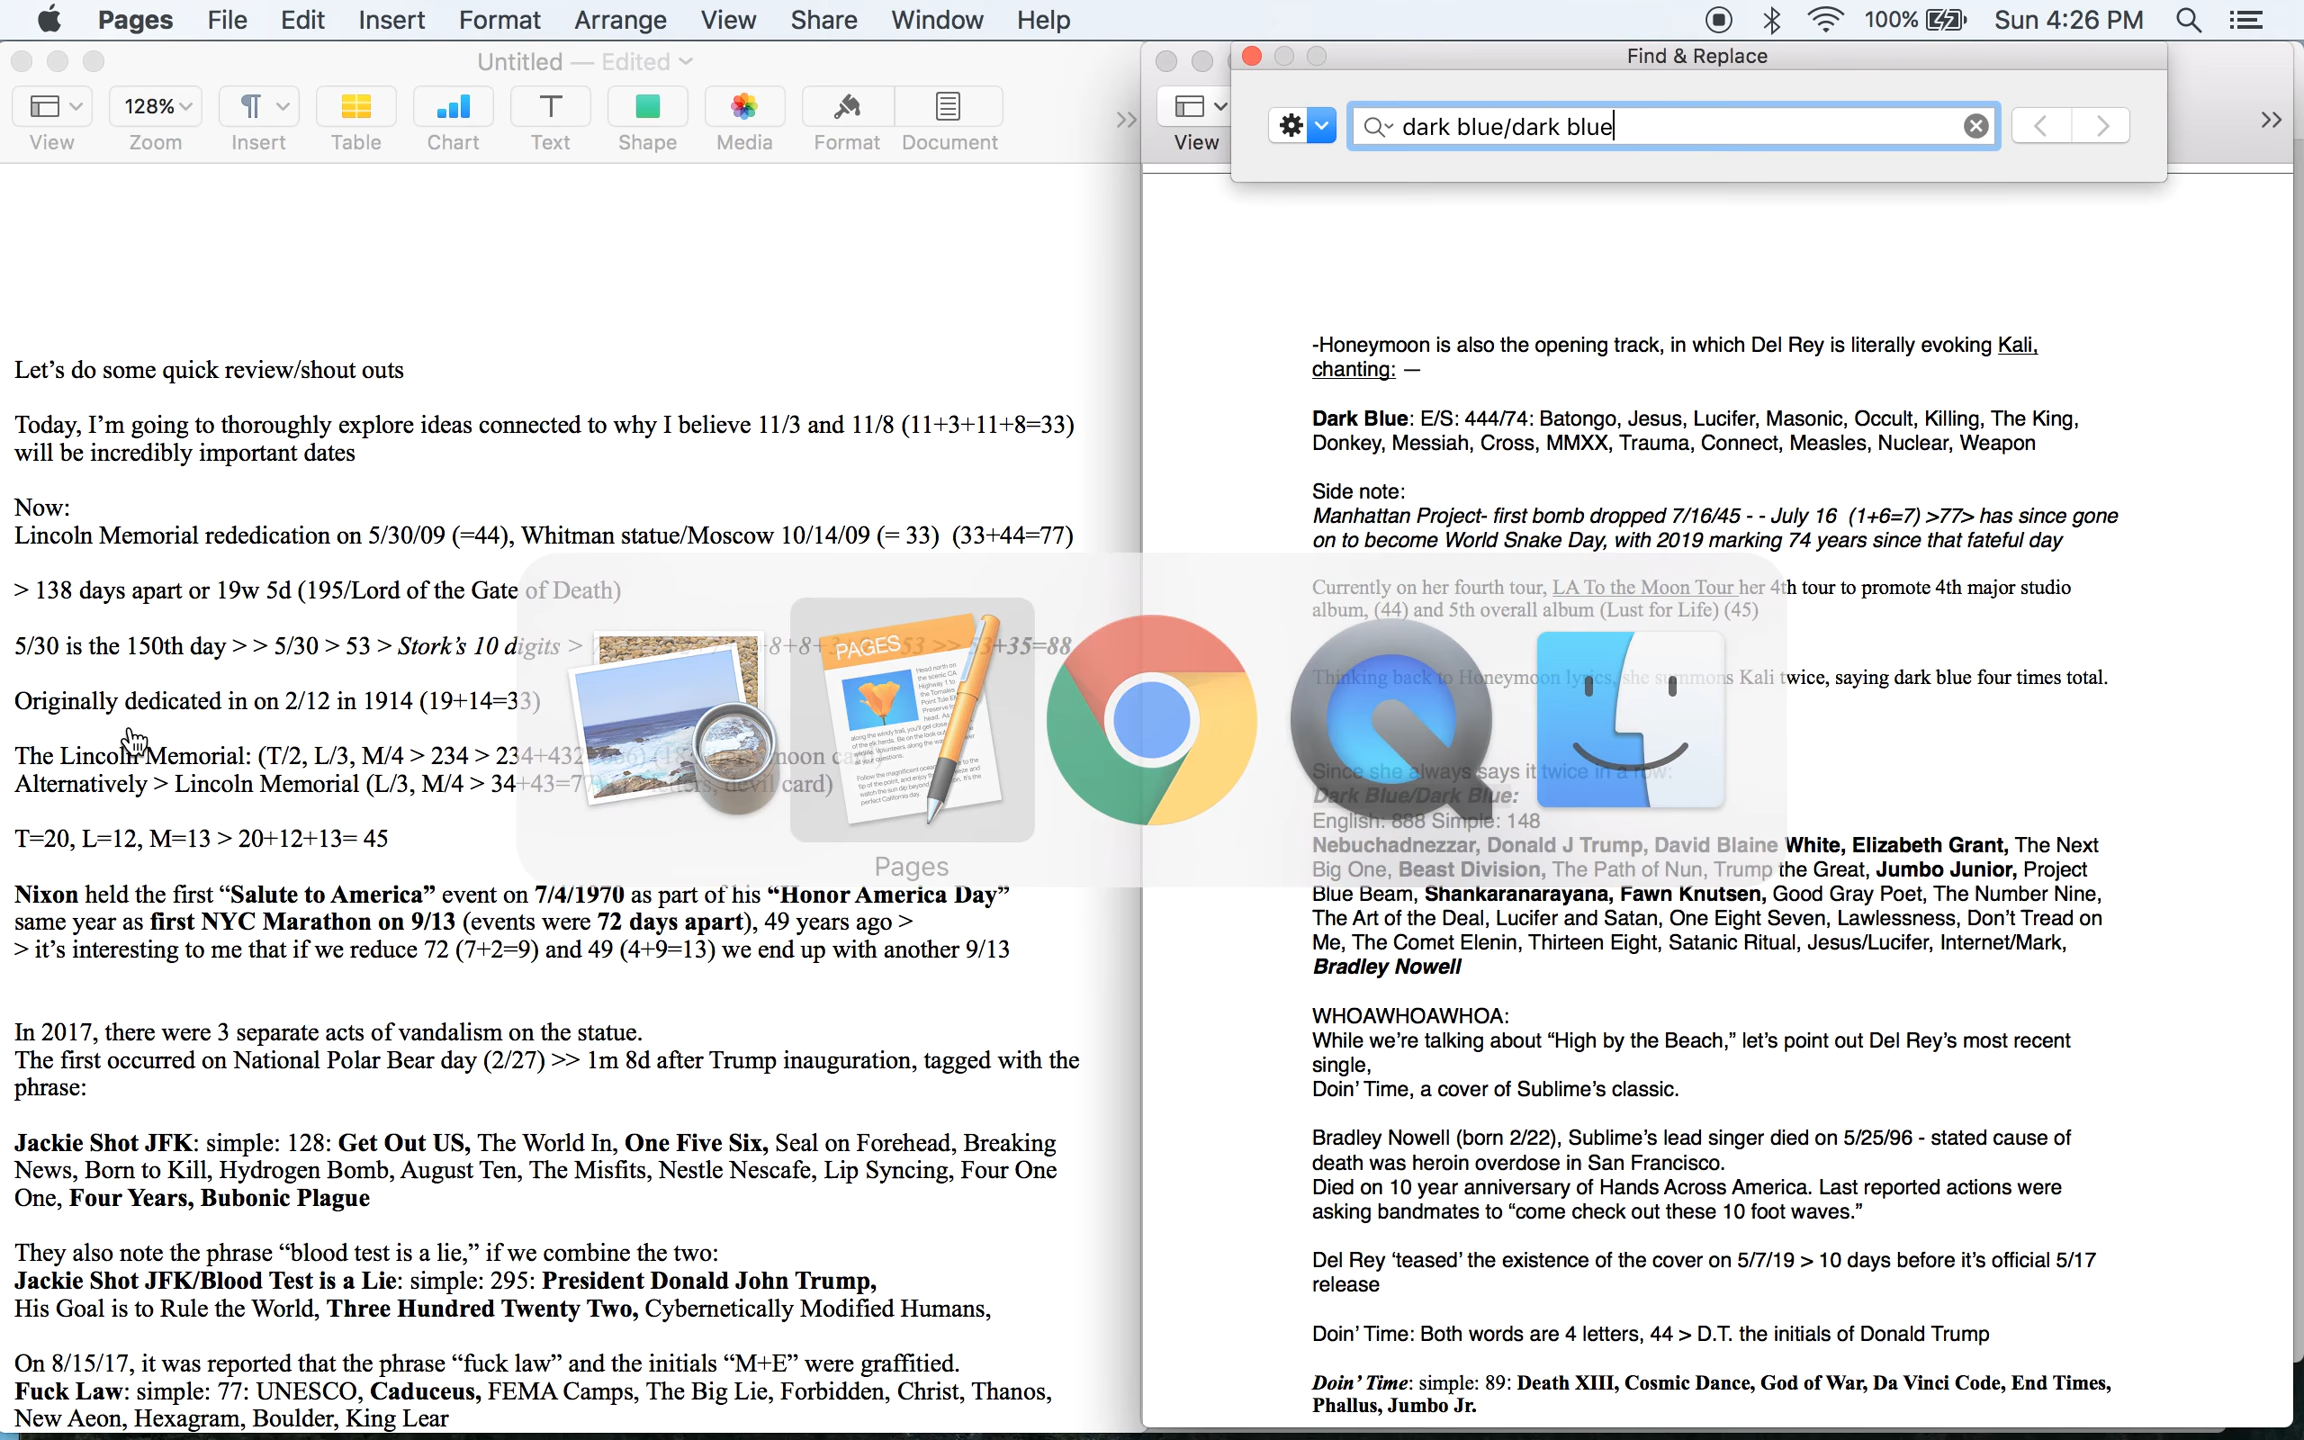 Pages File Edit Insert Format Arrange View Share Window Help 100% Sun 4:26 PM
Untitled — Edited
128%
View Zoom Insert Table Chart Text Shape Media Format Document
Let’s do some quick review/shout outs
Today, I’m going to thoroughly explore ideas connected to why I believe 11/3 and 11/8 (11+3+11+8=33)
will be incredibly important dates
Now:
Lincoln Memorial rededication on 5/30/09 (=44), Whitman statue/Moscow 10/14/09 (= 33) (33+44=77)
> 138 days apart or 19w 5d (195/Lord of the Gate of Death)
5/30 is the 150th day > > 5/30 > 53 > Stork’s 10 digits >
+35=88
Originally dedicated in on 2/12 in 1914 (19+14=33)
The Lincoln Memorial: (T/2, L/3, M/4 > 234 > 234+432
Alternatively > Lincoln Memorial (L/3, M/4 > 34+43=77 devil card)
T=20, L=12, M=13 > 20+12+13= 45
Nixon held the first “Salute to America” event on 7/4/1970 as part of his “Honor America Day”
same year as first NYC Marathon on 9/13 (events were 72 days apart), 49 years ago >
> it’s interesting to me that if we reduce 72 (7+2=9) and 49 (4+9=13) we end up with another 9/13
In 2017, there were 3 separate acts of vandalism on the statue.
The first occurred on National Polar Bear day (2/27) >> 1m 8d after Trump inauguration, tagged with the
phrase:
Jackie Shot JFK: simple: 128: Get Out US, The World In, One Five Six, Seal on Forehead, Breaking
News, Born to Kill, Hydrogen Bomb, August Ten, The Misfits, Nestle Nescafe, Lip Syncing, Four One
One, Four Years, Bubonic Plague
They also note the phrase “blood test is a lie,” if we combine the two:
Jackie Shot JFK/Blood Test is a Lie: simple: 295: President Donald John Trump,
His Goal is to Rule the World, Three Hundred Twenty Two, Cybernetically Modified Humans,
On 8/15/17, it was reported that the phrase “fuck law” and the initials “M+E” were graffitied.
Fuck Law: simple: 77: UNESCO, Caduceus, FEMA Camps, The Big Lie, Forbidden, Christ, Thanos,
New Aeon, Hexagram, Boulder, King Lear
PAGES
Pages
Find & Replace
dark blue/dark blue
View
-Honeymoon is also the opening track, in which Del Rey is literally evoking Kali,
chanting: —
Dark Blue: E/S: 444/74: Batongo, Jesus, Lucifer, Masonic, Occult, Killing, The King,
Donkey, Messiah, Cross, MMXX, Trauma, Connect, Measles, Nuclear, Weapon
Side note:
Manhattan Project- first bomb dropped 7/16/45 - - July 16 (1+6=7) >77> has since gone
on to become World Snake Day, with 2019 marking 74 years since that fateful day
Currently on her fourth tour, LA To the Moon Tour her 4th tour to promote 4th major studio
album, (44) and 5th overall album (Lust for Life) (45)
Thinking back to Honeymoon lyrics, she summons Kali twice, saying dark blue four times total.
Since she always says it twice in a row:
Dark Blue/Dark Blue:
English: 888 Simple: 148
Nebuchadnezzar, Donald J Trump, David Blaine White, Elizabeth Grant, The Next
Big One, Beast Division, The Path of Nun, Trump the Great, Jumbo Junior, Project
Blue Beam, Shankaranarayana, Fawn Knutsen, Good Gray Poet, The Number Nine,
The Art of the Deal, Lucifer and Satan, One Eight Seven, Lawlessness, Don’t Tread on
Me, The Comet Elenin, Thirteen Eight, Satanic Ritual, Jesus/Lucifer, Internet/Mark,
Bradley Nowell
WHOAWHOAWHOA:
While we’re talking about “High by the Beach,” let’s point out Del Rey’s most recent
single,
Doin’ Time, a cover of Sublime’s classic.
Bradley Nowell (born 2/22), Sublime’s lead singer died on 5/25/96 - stated cause of
death was heroin overdose in San Francisco.
Died on 10 year anniversary of Hands Across America. Last reported actions were
asking bandmates to “come check out these 10 foot waves.”
Del Rey ‘teased’ the existence of the cover on 5/7/19 > 10 days before it’s official 5/17
release
Doin’ Time: Both words are 4 letters, 44 > D.T. the initials of Donald Trump
Doin’ Time: simple: 89: Death XIII, Cosmic Dance, God of War, Da Vinci Code, End Times,
Phallus, Jumbo Jr.